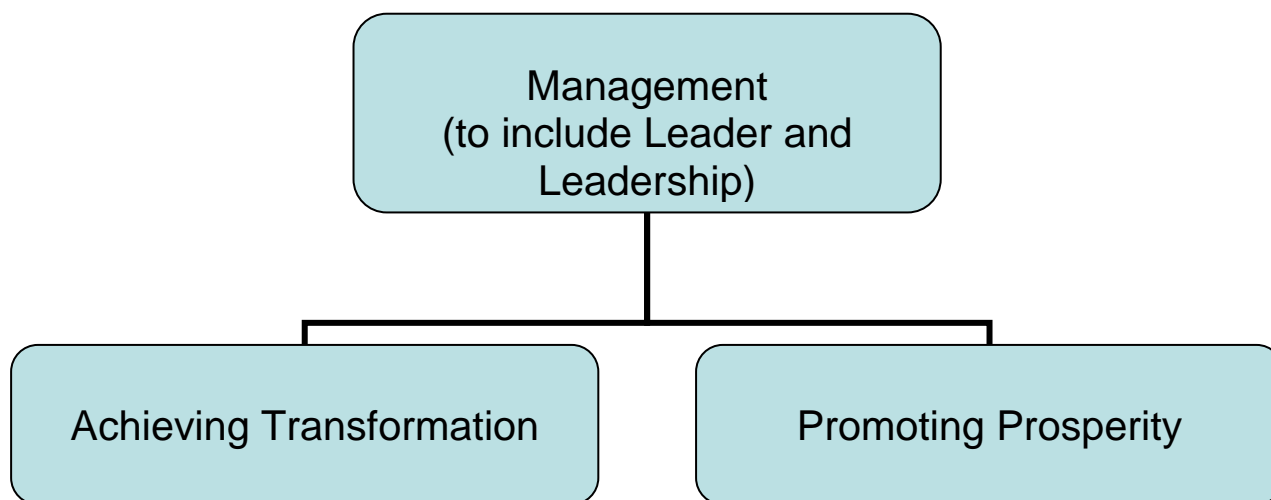 Management
(to include Leader and
Leadership)
Achieving Transformation
Promoting Prosperity